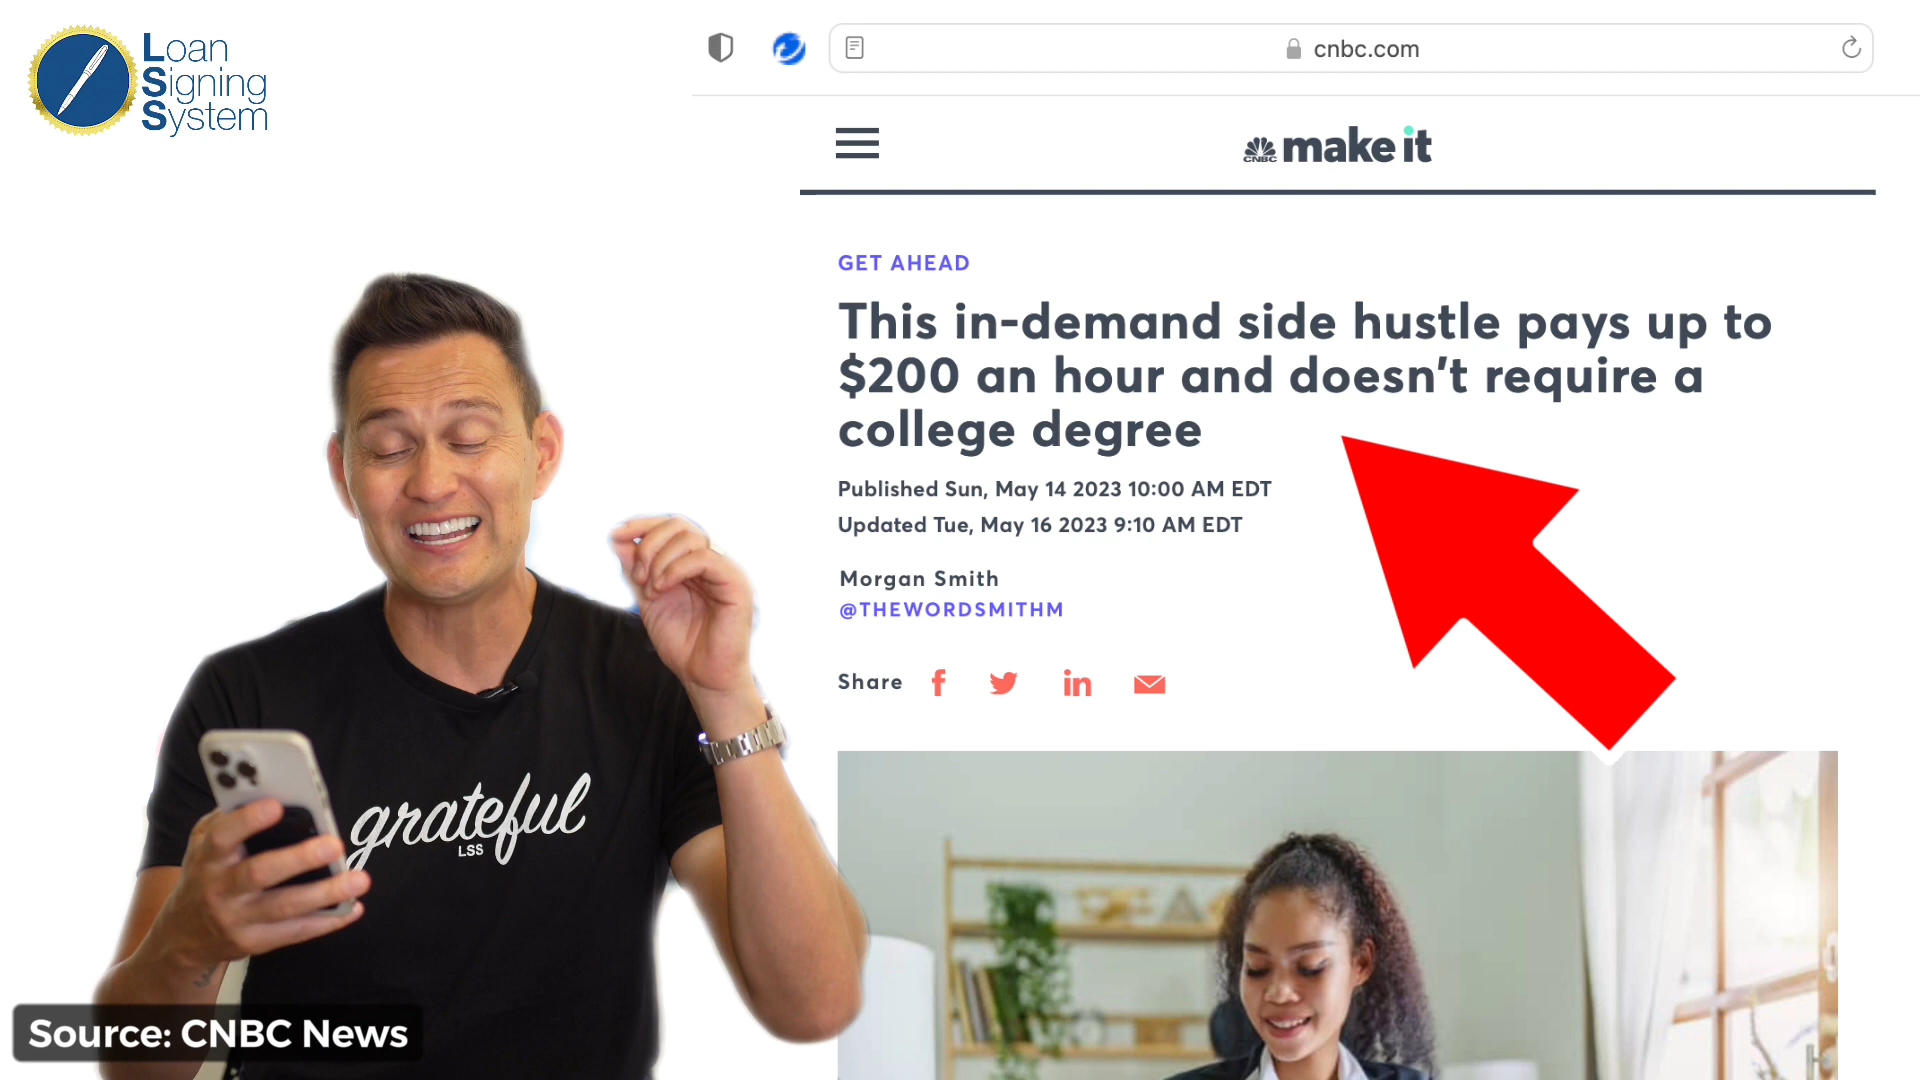 Loan
Signing
System
cnbc.com
CNBC make it
GET AHEAD
This in-demand side hustle pays up to
$200 an hour and doesn't require a
college degree
Published Sun, May 14 2023 10:00 AM EDT
Updated Tue, May 16 2023 9:10 AM EDT
Morgan Smith
@THEWORDSMITHM
Share
grateful
LSS
Source: CNBC News